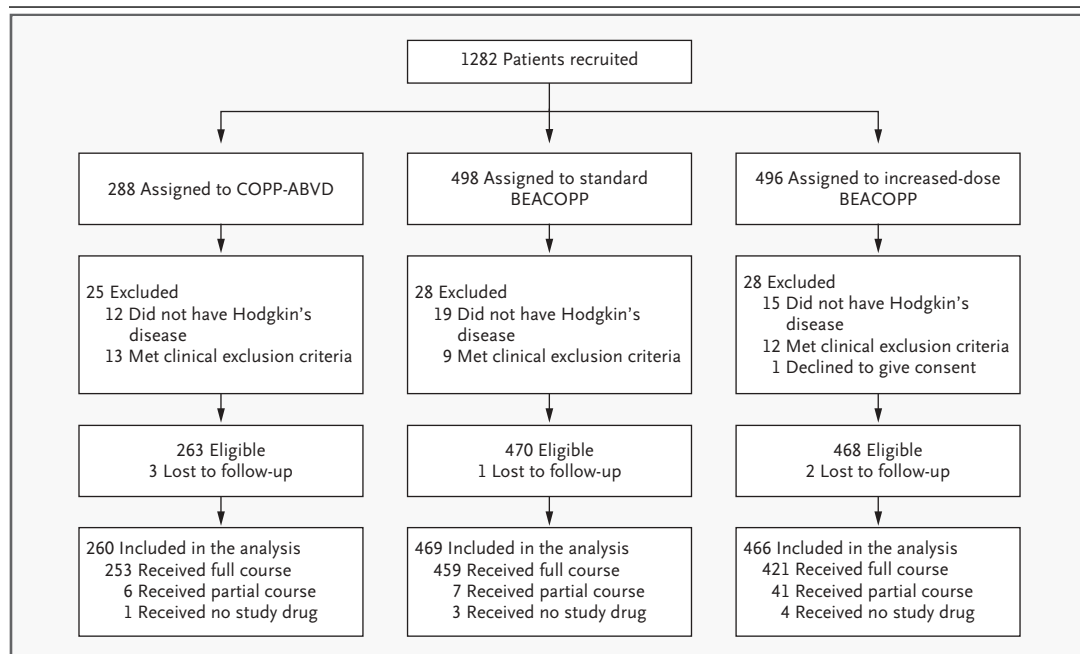 1282 Patients recruited
288 Assigned to COPP-ABVD
498 Assigned to standard
BEACOPP
496 Assigned to increased-dose
BEACOPP
25 Excluded
12 Did not have Hodgkin's
disease
13 Met clinical exclusion criteria
28 Excluded
19 Did not have Hodgkin's
disease
9 Met clinical exclusion criteria
28 Excluded
15 Did not have Hodgkin's
disease
12 Met clinical exclusion criteria
1 Declined to give consent
263 Eligible
3 Lost to follow-up
470 Eligible
1 Lost to follow-up
468 Eligible
2 Lost to follow-up
260 Included in the analysis
253 Received full course
6 Received partial course
1 Received no study drug
469 Included in the analysis
459 Received full course
7 Received partial course
3 Received no study drug
466 Included in the analysis
421 Received full course
41 Received partial course
4 Received no study drug